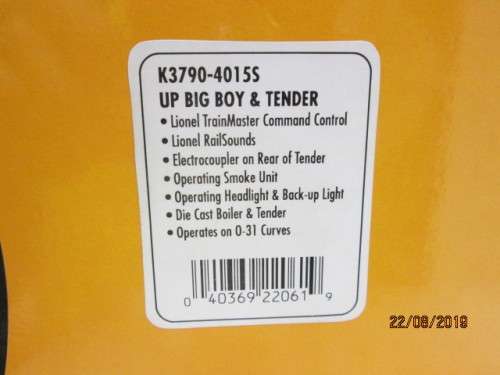 K3790-4015S
UP BIG BOY & TENDER
• Lionel TrainMaster Command Control
• Lionel RailSounds
• Electrocoupler on Rear of Tender
• Operating Smoke Unit
• Operating Headlight & Back-up Light
• Die Cast Boiler & Tender
• Operates on O-31 Curves
0 40369 22061 9
22/08/2019